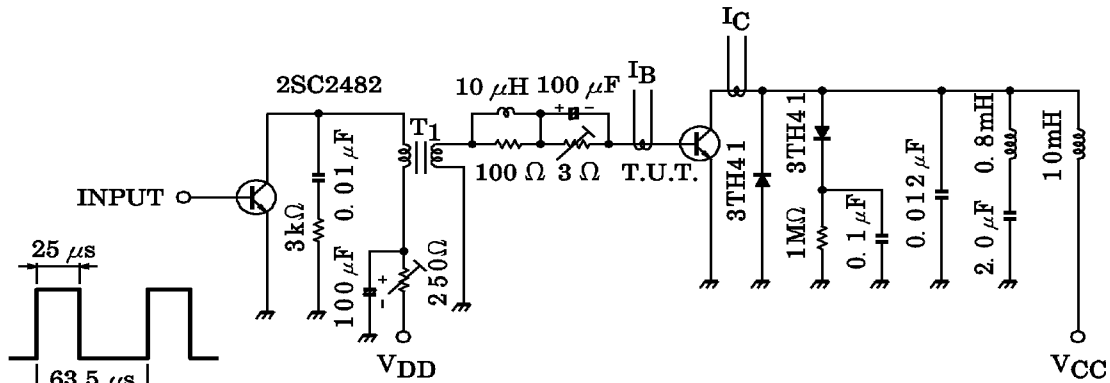 I_C
2SC2482
10 μH
100 μF
I_B
+
-
T1
100 Ω
3 Ω
T.U.T.
3TH41
3TH41
INPUT
0.01 μF
3kΩ
1MΩ
0.1 μF
0.012 μF
0.8mH
2.0 μF
10mH
25 μs
100 μF
+
-
250Ω
V_DD
V_CC
63.5 μs